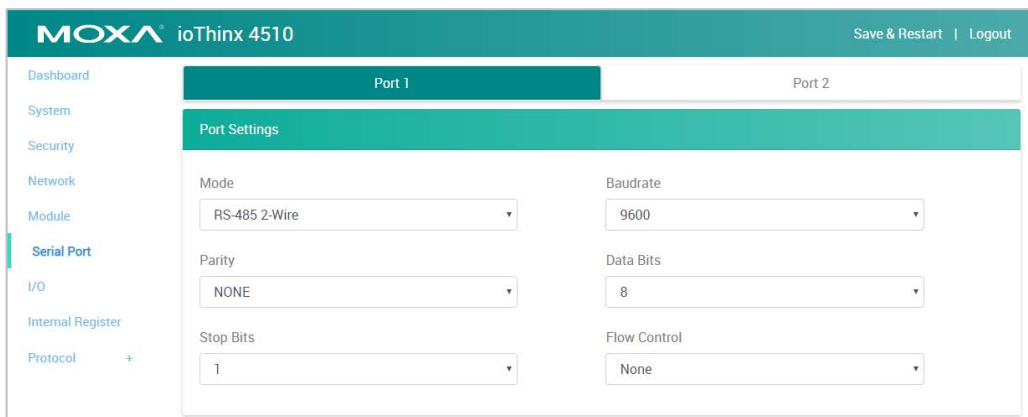 MOXA® ioThinx 4510
Save & Restart | Logout
Dashboard
System
Security
Network
Module
Serial Port
I/O
Internal Register
Protocol +
Port 1
Port 2
Port Settings
Mode
RS-485 2-Wire
Baudrate
9600
Parity
NONE
Data Bits
8
Stop Bits
1
Flow Control
None